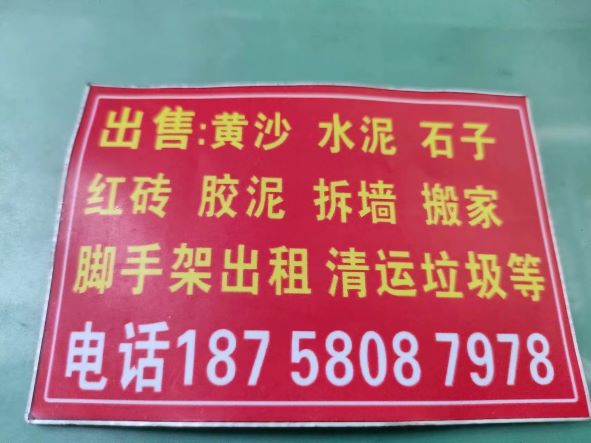 出售:黄沙 水泥 石子
红砖 胶泥 拆墙 搬家
脚手架出租 清运垃圾等
电话187 5808 7978